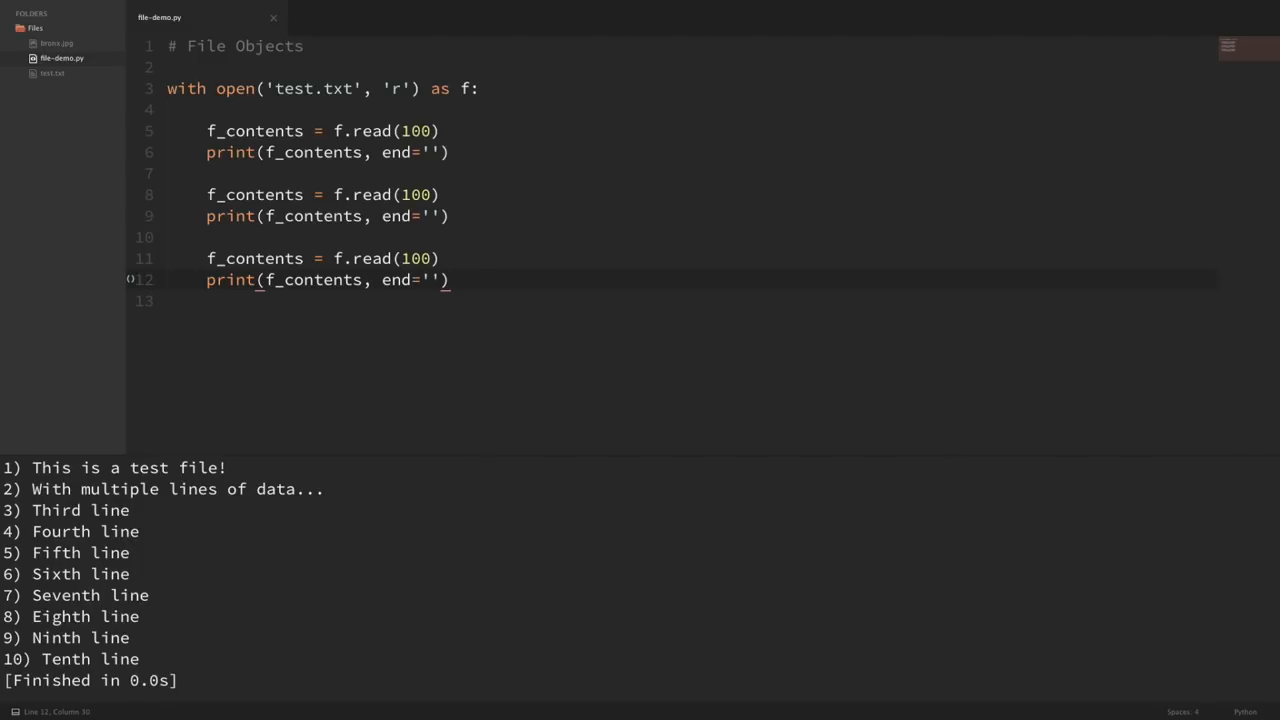 FOLDERS
Files
bronx.jpg
file-demo.py
test.txt
file-demo.py
1 # File Objects
2
3 with open('test.txt', 'r') as f:
4
5     f_contents = f.read(100)
6     print(f_contents, end='')
7
8     f_contents = f.read(100)
9     print(f_contents, end='')
10
11     f_contents = f.read(100)
12     print(f_contents, end='')
13
1) This is a test file!
2) With multiple lines of data...
3) Third line
4) Fourth line
5) Fifth line
6) Sixth line
7) Seventh line
8) Eighth line
9) Ninth line
10) Tenth line
[Finished in 0.0s]
Line 12, Column 30
Spaces: 4
Python